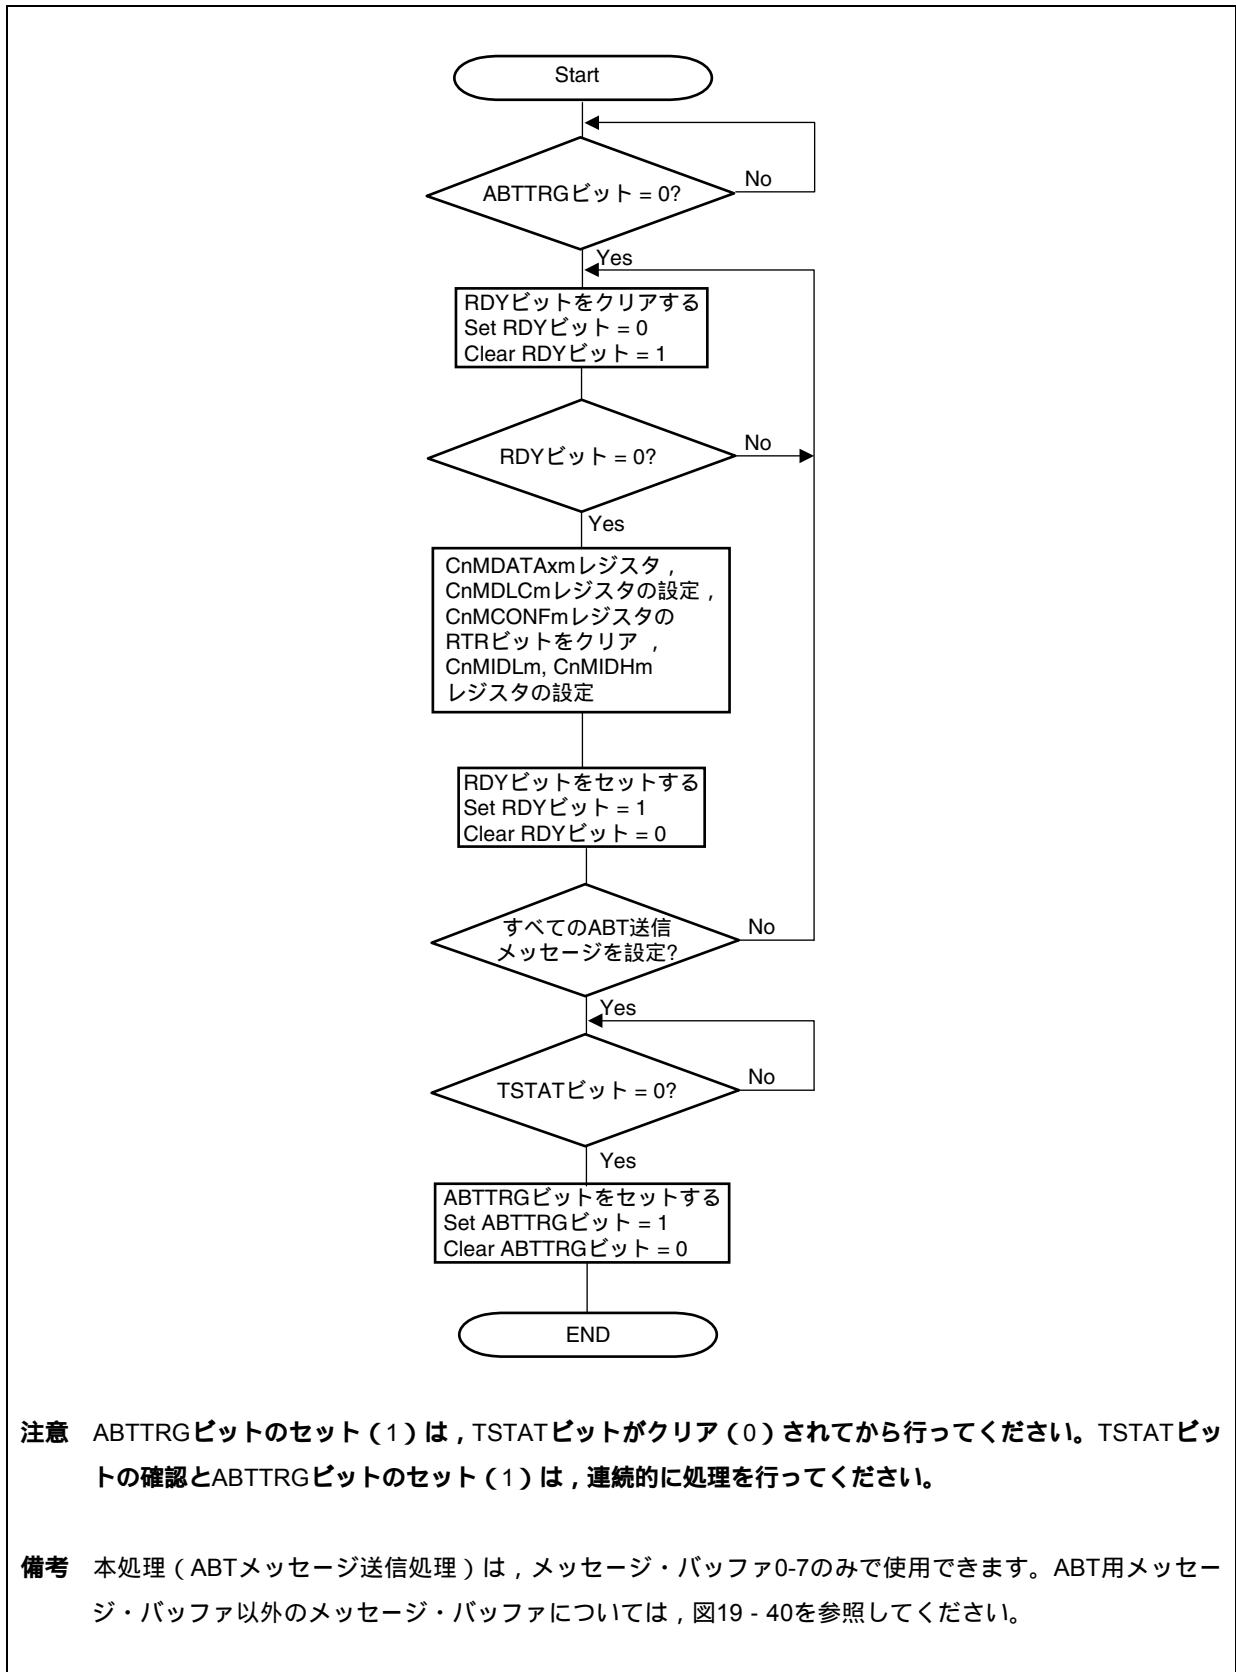 Start
ABTTRGビット = 0?
No
Yes
RDYビットをクリアする
Set RDYビット = 0
Clear RDYビット = 1
RDYビット = 0?
No
Yes
CnMDATAxmレジスタ，
CnMDLCmレジスタの設定，
CnMCONFmレジスタの
RTRビットをクリア ，
CnMIDLm, CnMIDHm
レジスタの設定
RDYビットをセットする
Set RDYビット = 1
Clear RDYビット = 0
すべてのABT送信
メッセージを設定?
No
Yes
TSTATビット = 0?
No
Yes
ABTTRGビットをセットする
Set ABTTRGビット = 1
Clear ABTTRGビット = 0
END
注意 ABTTRGビットのセット（1）は，TSTATビットがクリア（0）されてから行ってください。TSTATビッ
トの確認とABTTRGビットのセット（1）は，連続的に処理を行ってください。
備考 本処理（ABTメッセージ送信処理）は，メッセージ・バッファ0-7のみで使用できます。ABT用メッセー
ジ・バッファ以外のメッセージ・バッファについては，図19 - 40を参照してください。